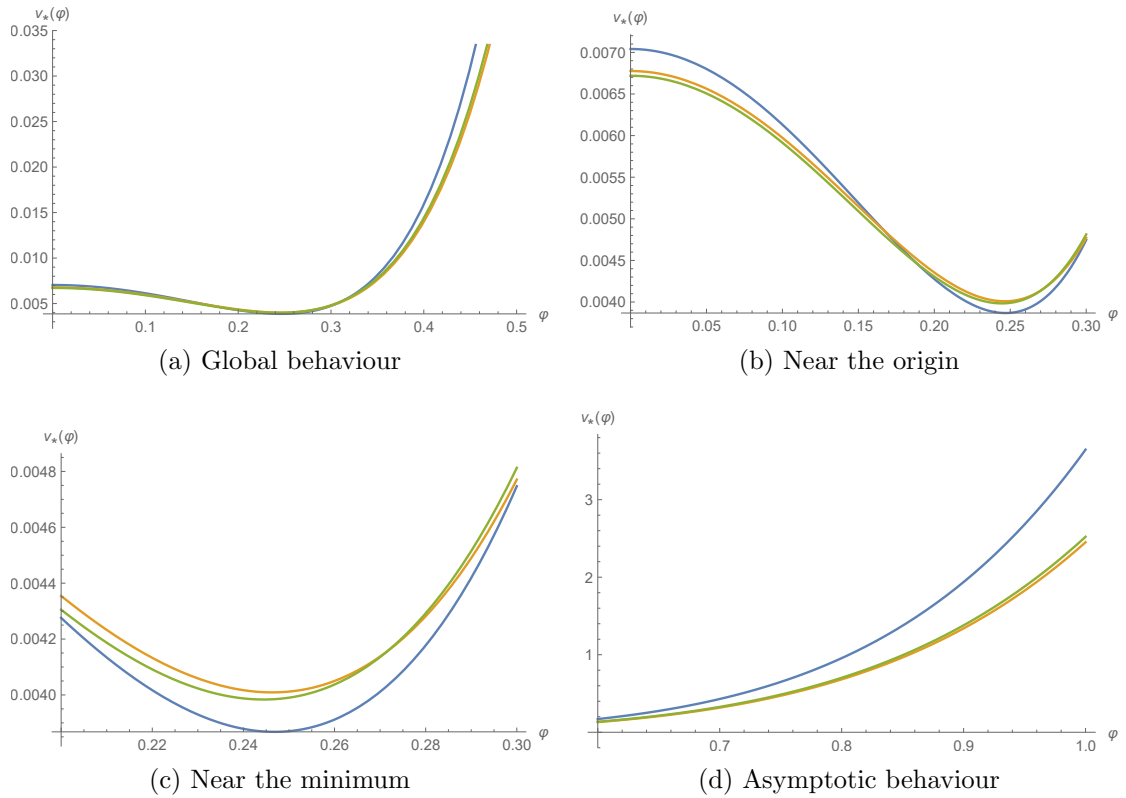 v*(φ)
0.035
0.030
0.025
0.020
0.015
0.010
0.005
0.1 0.2 0.3 0.4 0.5 φ
(a) Global behaviour
v*(φ)
0.0070
0.0065
0.0060
0.0055
0.0050
0.0045
0.0040
0.05 0.10 0.15 0.20 0.25 0.30 φ
(b) Near the origin
v*(φ)
0.0048
0.0046
0.0044
0.0042
0.0040
0.22 0.24 0.26 0.28 0.30 φ
(c) Near the minimum
v*(φ)
3
2
1
0.7 0.8 0.9 1.0 φ
(d) Asymptotic behaviour